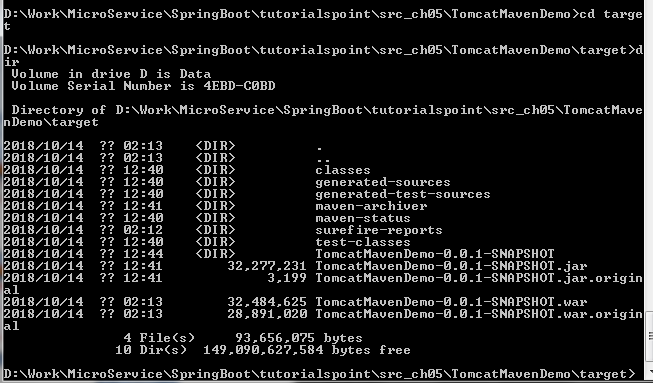 D:\Work\MicroService\SpringBoot\tutorialspoint\src_ch05\TomcatMavenDemo>cd targe
t
D:\Work\MicroService\SpringBoot\tutorialspoint\src_ch05\TomcatMavenDemo\target>d
ir
 Volume in drive D is Data
 Volume Serial Number is 4EBD-C0BD
 Directory of D:\Work\MicroService\SpringBoot\tutorialspoint\src_ch05\TomcatMave
nDemo\target
2018/10/14  ?? 02:13    <DIR>          .
2018/10/14  ?? 02:13    <DIR>          ..
2018/10/14  ?? 12:40    <DIR>          classes
2018/10/14  ?? 12:40    <DIR>          generated-sources
2018/10/14  ?? 12:40    <DIR>          generated-test-sources
2018/10/14  ?? 12:41    <DIR>          maven-archiver
2018/10/14  ?? 12:40    <DIR>          maven-status
2018/10/14  ?? 02:12    <DIR>          surefire-reports
2018/10/14  ?? 12:40    <DIR>          test-classes
2018/10/14  ?? 12:44    <DIR>          TomcatMavenDemo-0.0.1-SNAPSHOT
2018/10/14  ?? 12:41        32,277,231 TomcatMavenDemo-0.0.1-SNAPSHOT.jar
2018/10/14  ?? 12:41             3,199 TomcatMavenDemo-0.0.1-SNAPSHOT.jar.origin
al
2018/10/14  ?? 02:13        32,484,625 TomcatMavenDemo-0.0.1-SNAPSHOT.war
2018/10/14  ?? 02:13        28,891,020 TomcatMavenDemo-0.0.1-SNAPSHOT.war.origin
al
               4 File(s)     93,656,075 bytes
              10 Dir(s)  149,090,627,584 bytes free
D:\Work\MicroService\SpringBoot\tutorialspoint\src_ch05\TomcatMavenDemo\target>